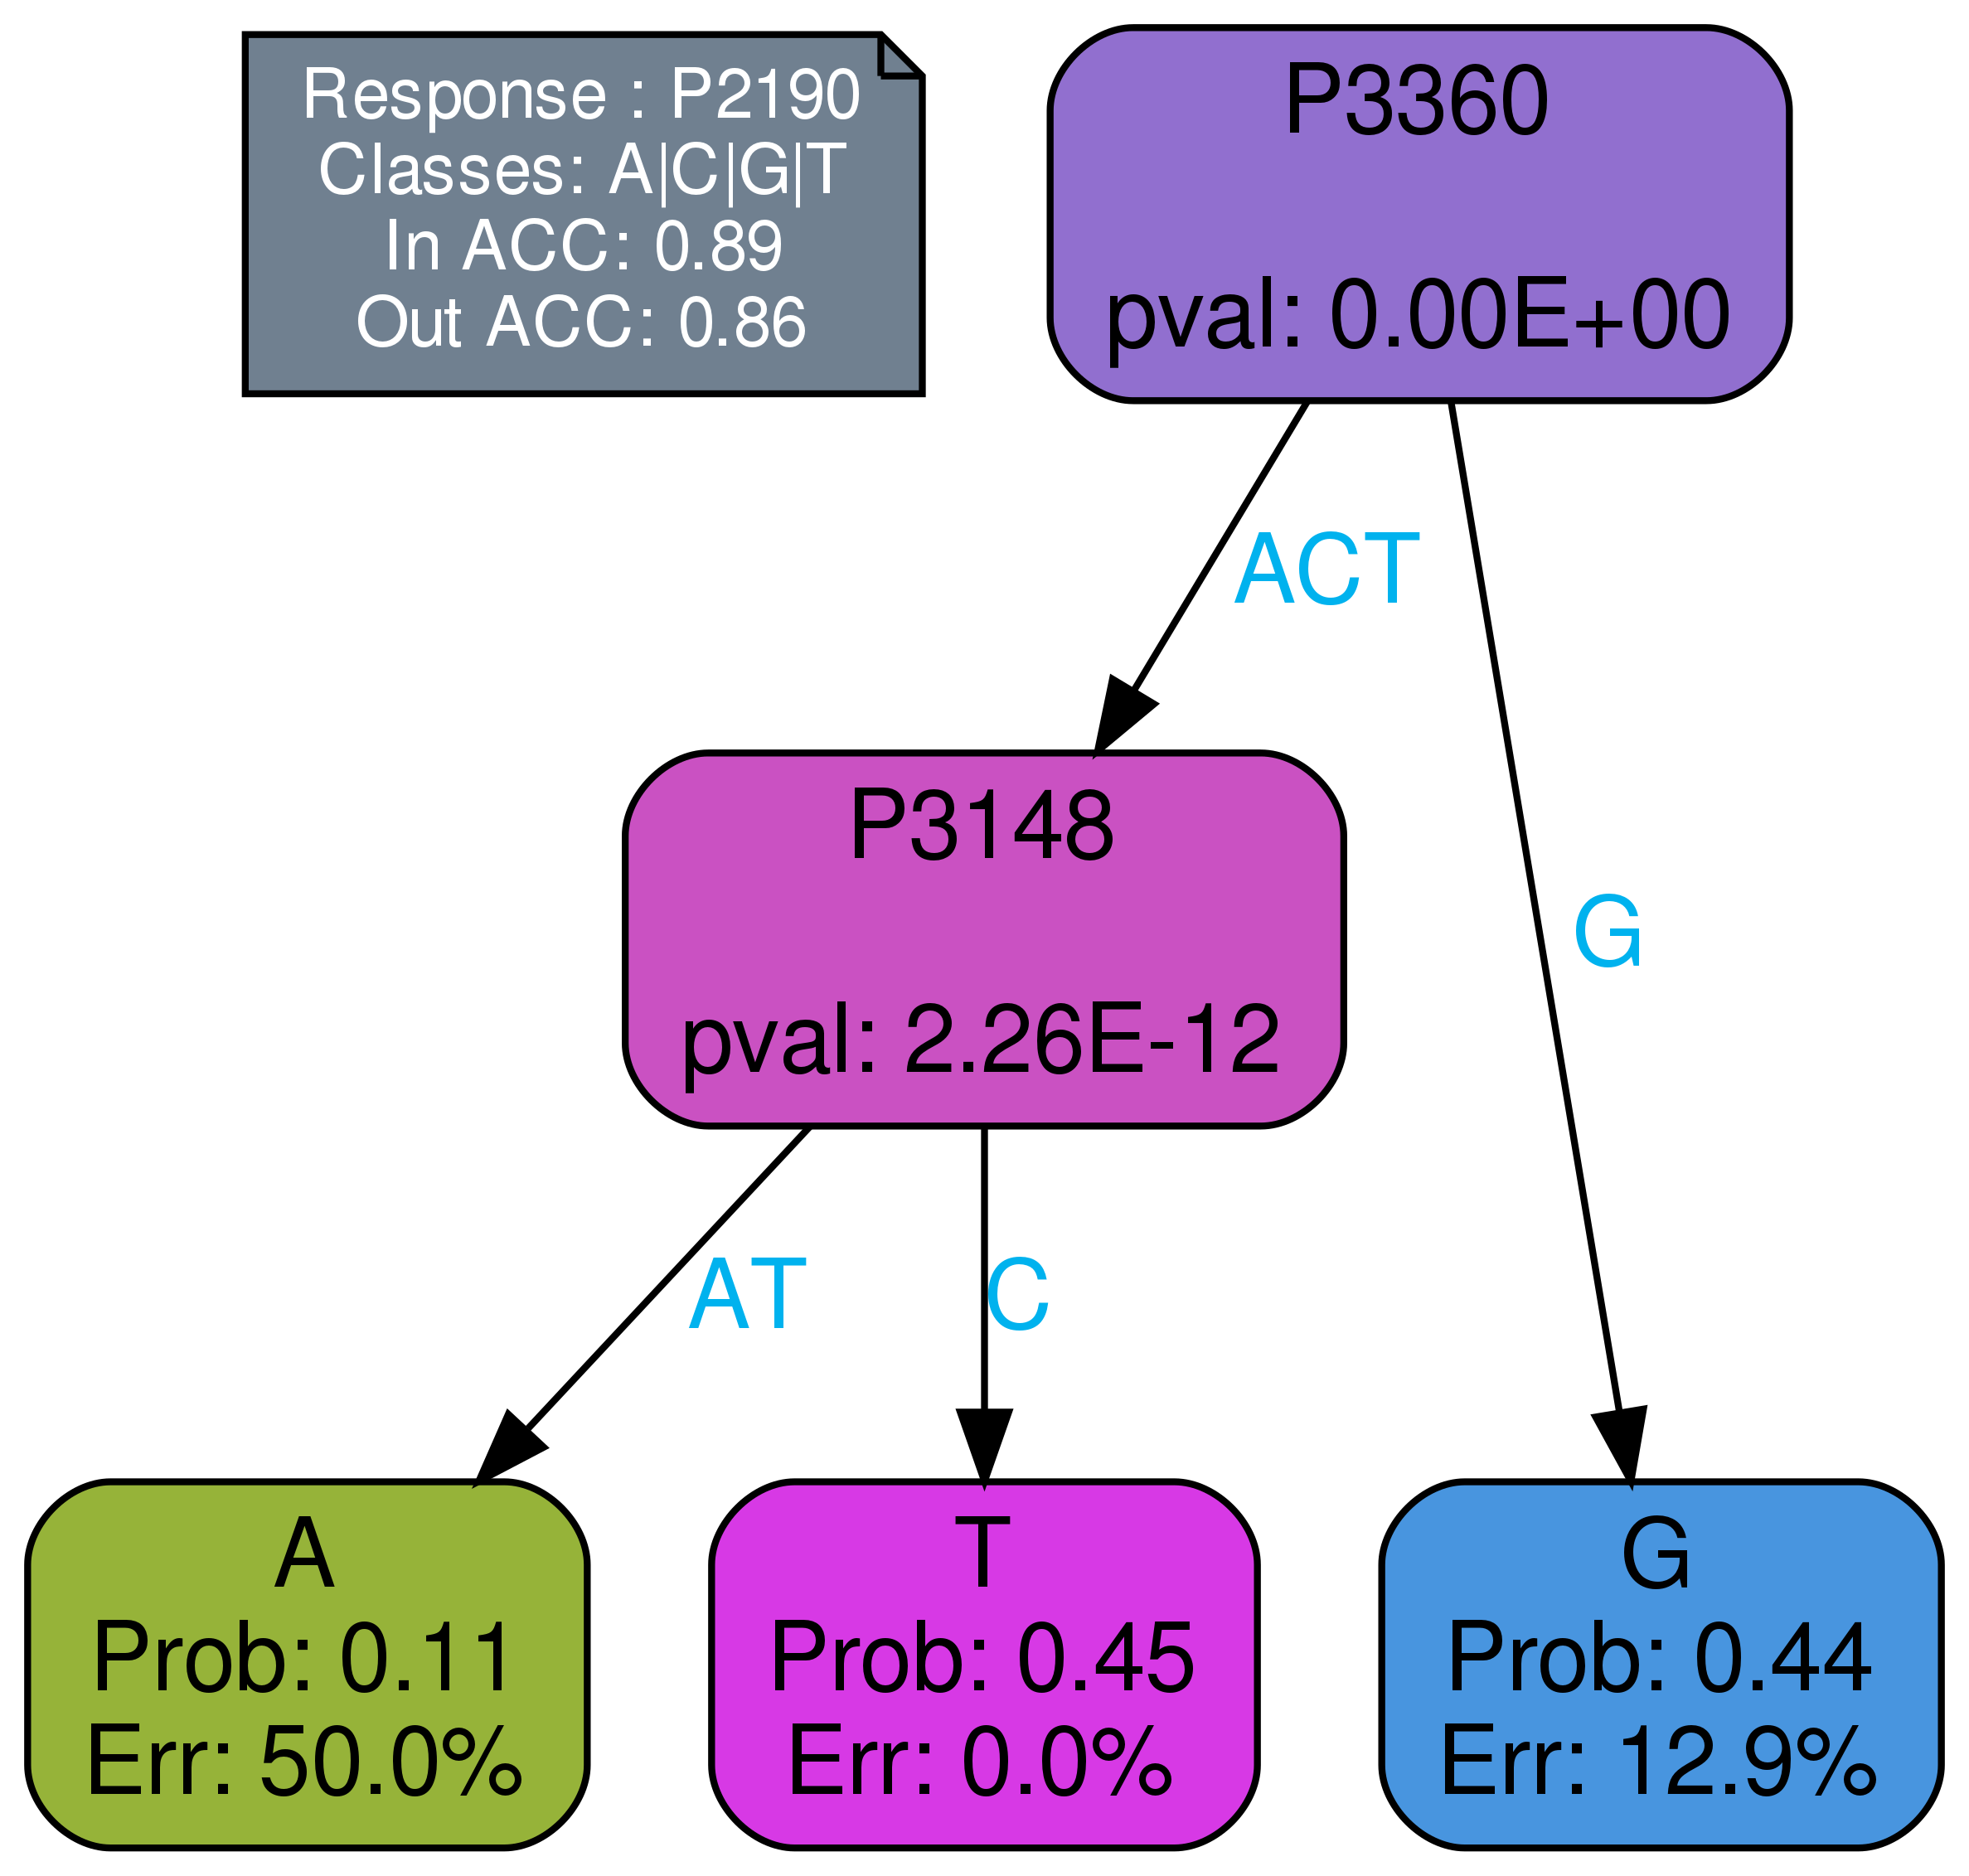 Response : P2190
Classes: A|C|G|T
In ACC: 0.89
Out ACC: 0.86
P3360
pval: 0.00E+00
ACT
G
P3148
pval: 2.26E-12
AT
C
A
Prob: 0.11
Err: 50.0%
T
Prob: 0.45
Err: 0.0%
G
Prob: 0.44
Err: 12.9%